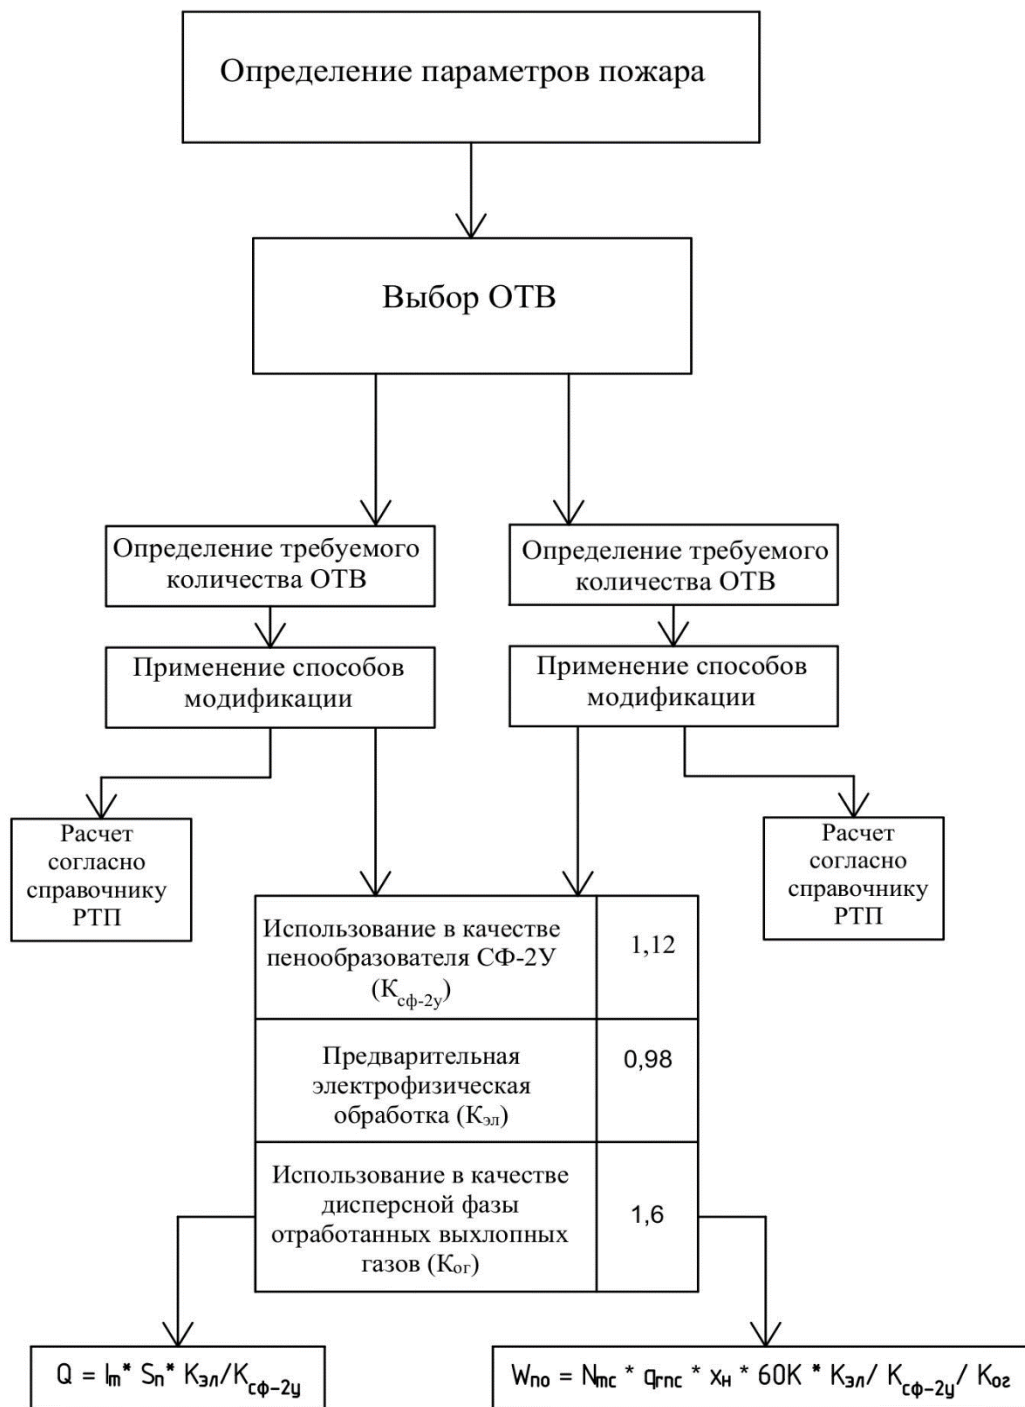 Определение параметров пожара
Выбор ОТВ
Определение требуемого
количества ОТВ
Определение требуемого
количества ОТВ
Применение способов
модификации
Применение способов
модификации
Расчет
согласно
справочнику
РТП
Расчет
согласно
справочнику
РТП
Использование в качестве
пенообразователя СФ-2У
(Kсф-2у)
1,12
Предварительная
электрофизическая
обработка (Kэл)
0,98
Использование в качестве
дисперсной фазы
отработанных выхлопных
газов (Kог)
1,6
Q = Im* Sп* Kэл/Kсф-2у
Wпо = Nтс * qгпс * xн * 60K * Kэл/ Kсф-2у/ Kог